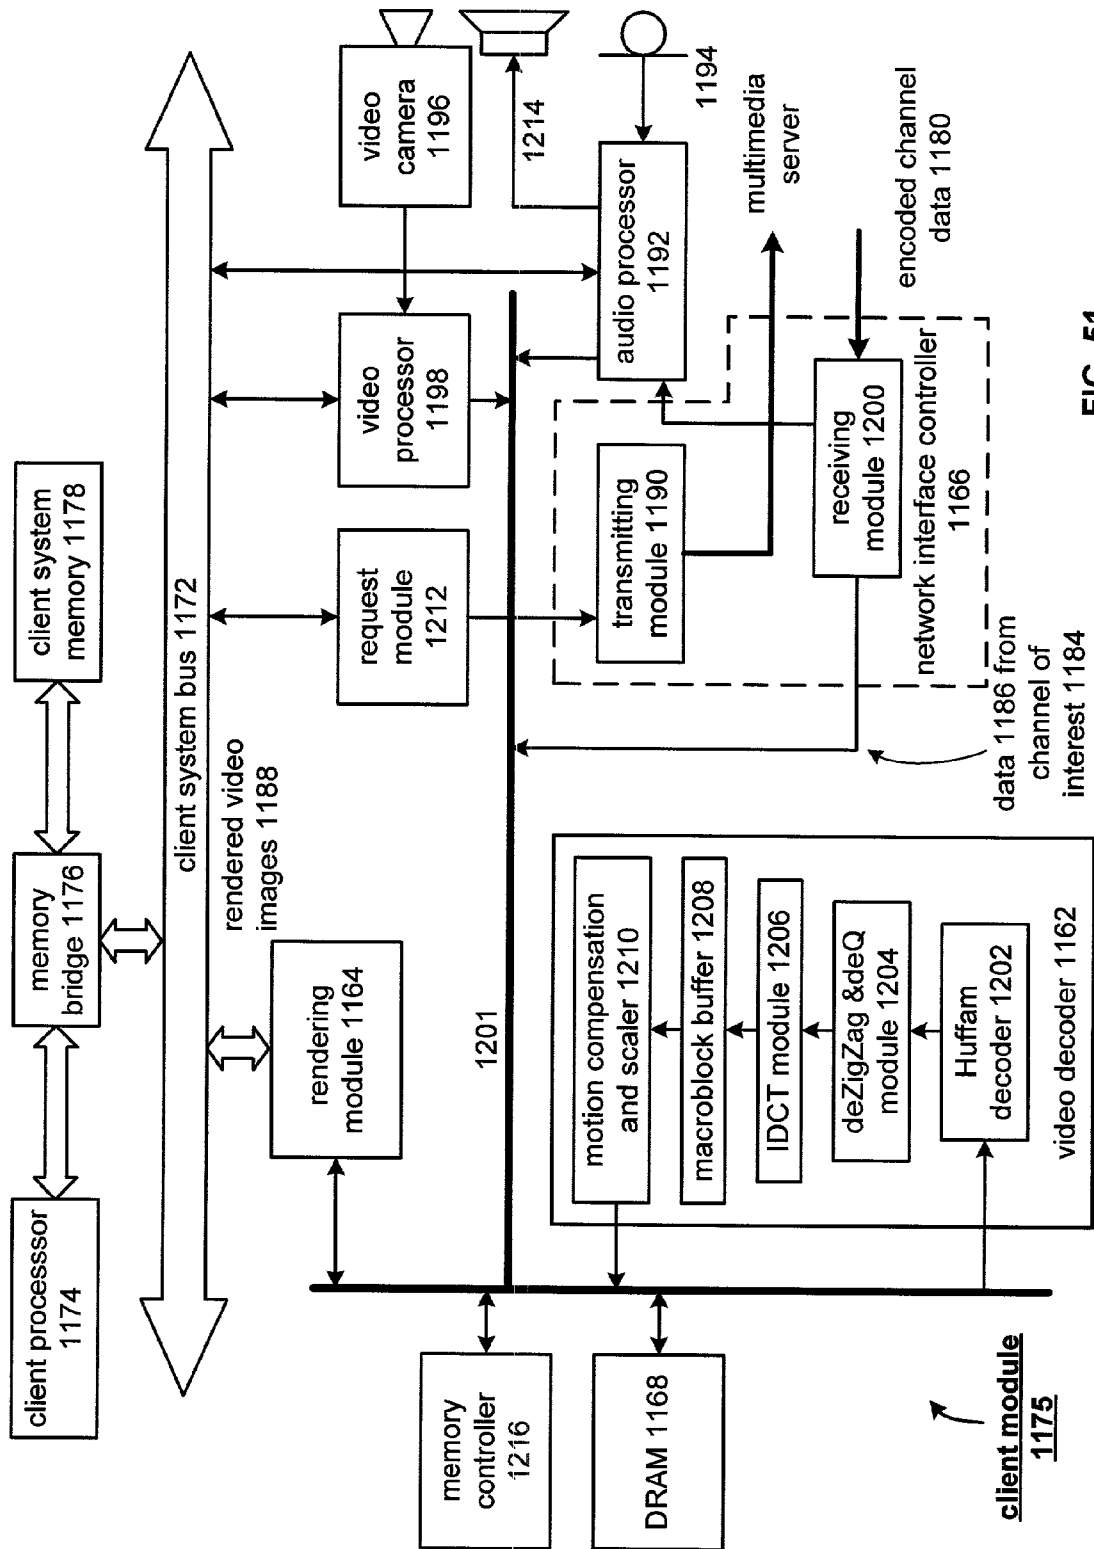 client processsor
1174
memory
bridge 1176
client system
memory 1178
client system bus 1172
rendered video
images 1188
rendering
module 1164
request
module
1212
video
processor
1198
video
camera
1196
1214
1194
audio processor
1192
multimedia
server
encoded channel
data 1180
transmitting
module 1190
receiving
module 1200
network interface controller
1166
data 1186 from
channel of
interest 1184
1201
memory
controller
1216
DRAM 1168
motion compensation
and scaler 1210
macroblock buffer 1208
IDCT module 1206
deZigZag &deQ
module 1204
Huffam
decoder 1202
video decoder 1162
client module
1175
FIG. 51